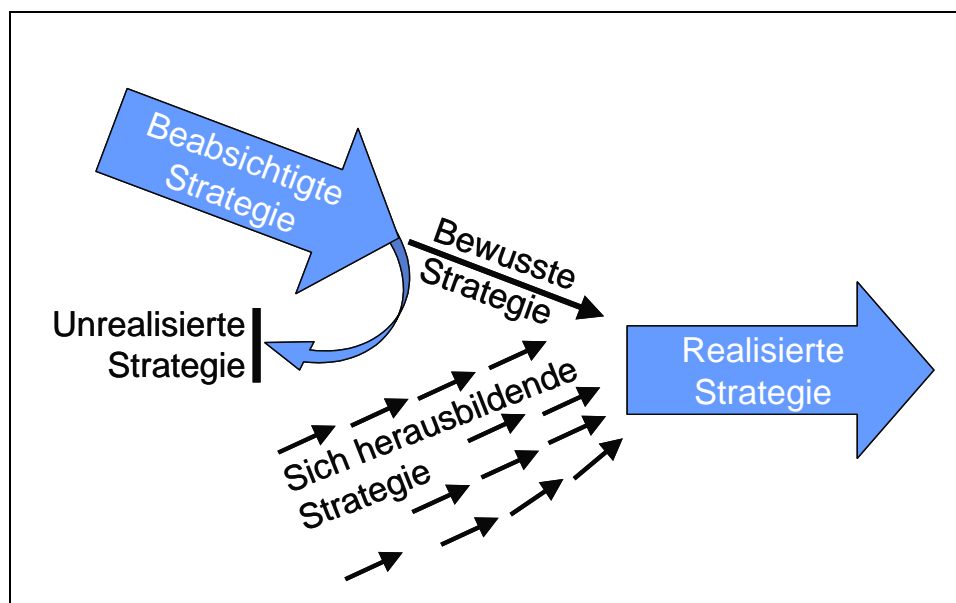 Beabsichtigte
Strategie
Bewusste
Strategie
Unrealisierte
Strategie
Sich herausbildende
Strategie
Realisierte
Strategie